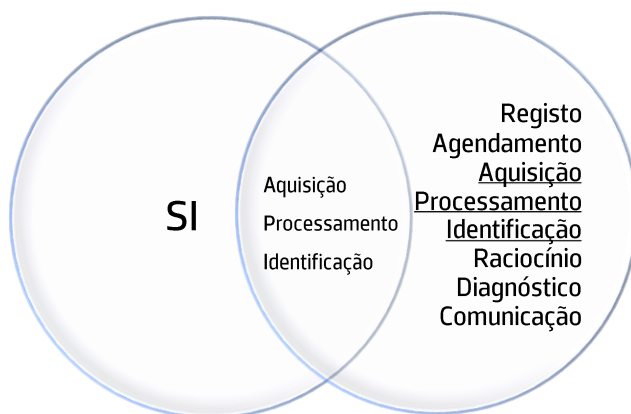 SI
Aquisição
Processamento
Identificação
Registo
Agendamento
Aquisição
Processamento
Identificação
Raciocínio
Diagnóstico
Comunicação